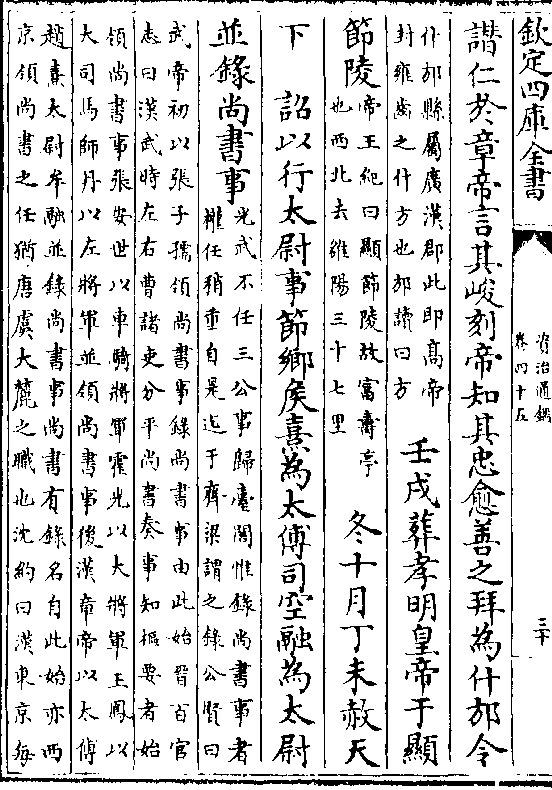 欽定四庫全書
資治通鑑
卷四十五
三十
譛仁於章帝言其峻刻帝知其忠愈善之拜為什邡令
什邡縣屬廣漢郡此即髙帝
封雍齒之什方也邡讀曰方
壬戌葬孝明皇帝于顯
節陵
帝王紀曰顯節陵故富壽亭
也西北去雒陽三十七里
冬十月丁未赦天
下 詔以行太尉事節鄉侯熹為太傅司空融為太尉
並錄尚書事
光武不任三公事歸臺閣惟錄尚書事者
權任稍重自是迄于齊梁謂之錄公賢曰
武帝初以張子孺領尚書事錄尚書事由此始晉百官
志曰漢武時左右曹諸吏分平尚書奏事知樞要者始
領尚書事張安世以車騎將軍霍光以大將軍王鳳以
大司馬師丹以左將軍並領尚書事後漢章帝以太傅
趙熹太尉牟融並錄尚書事尚書有錄名自此始亦西
京領尚書之任猶唐虞大麓之職也沈約曰漢東京每